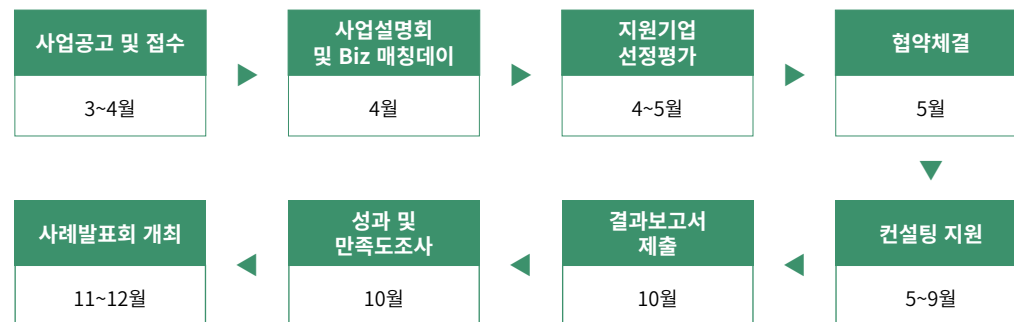 사업공고 및 접수
3~4월
사업설명회
및 Biz 매칭데이
4월
지원기업
선정평가
4~5월
협약체결
5월
컨설팅 지원
5~9월
결과보고서
제출
10월
성과 및
만족도조사
10월
사례발표회 개최
11~12월